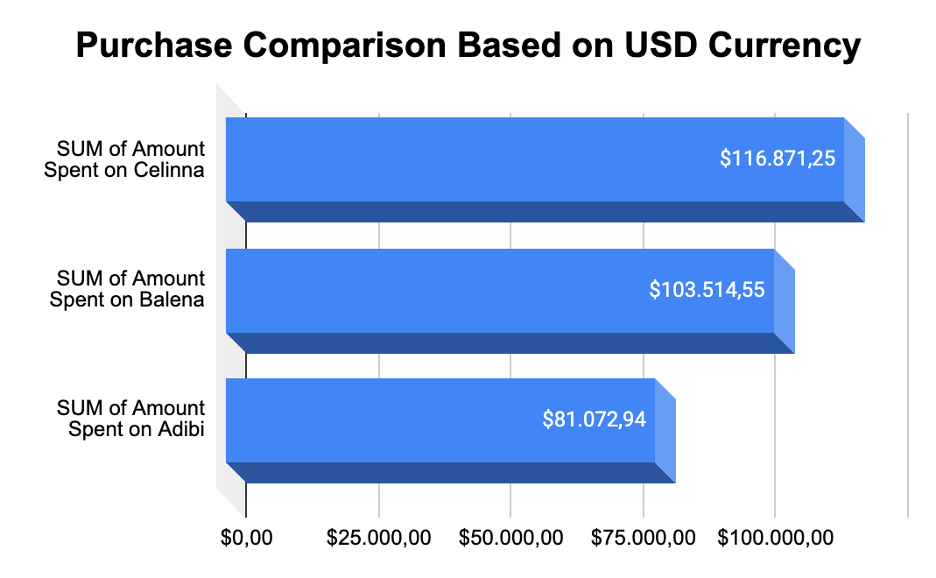 Purchase Comparison Based on USD Currency
SUM of Amount
Spent on Celinna
$116.871,25
SUM of Amount
Spent on Balena
$103.514,55
SUM of Amount
Spent on Adibi
$81.072,94
$0,00
$25.000,00
$50.000,00
$75.000,00
$100.000,00